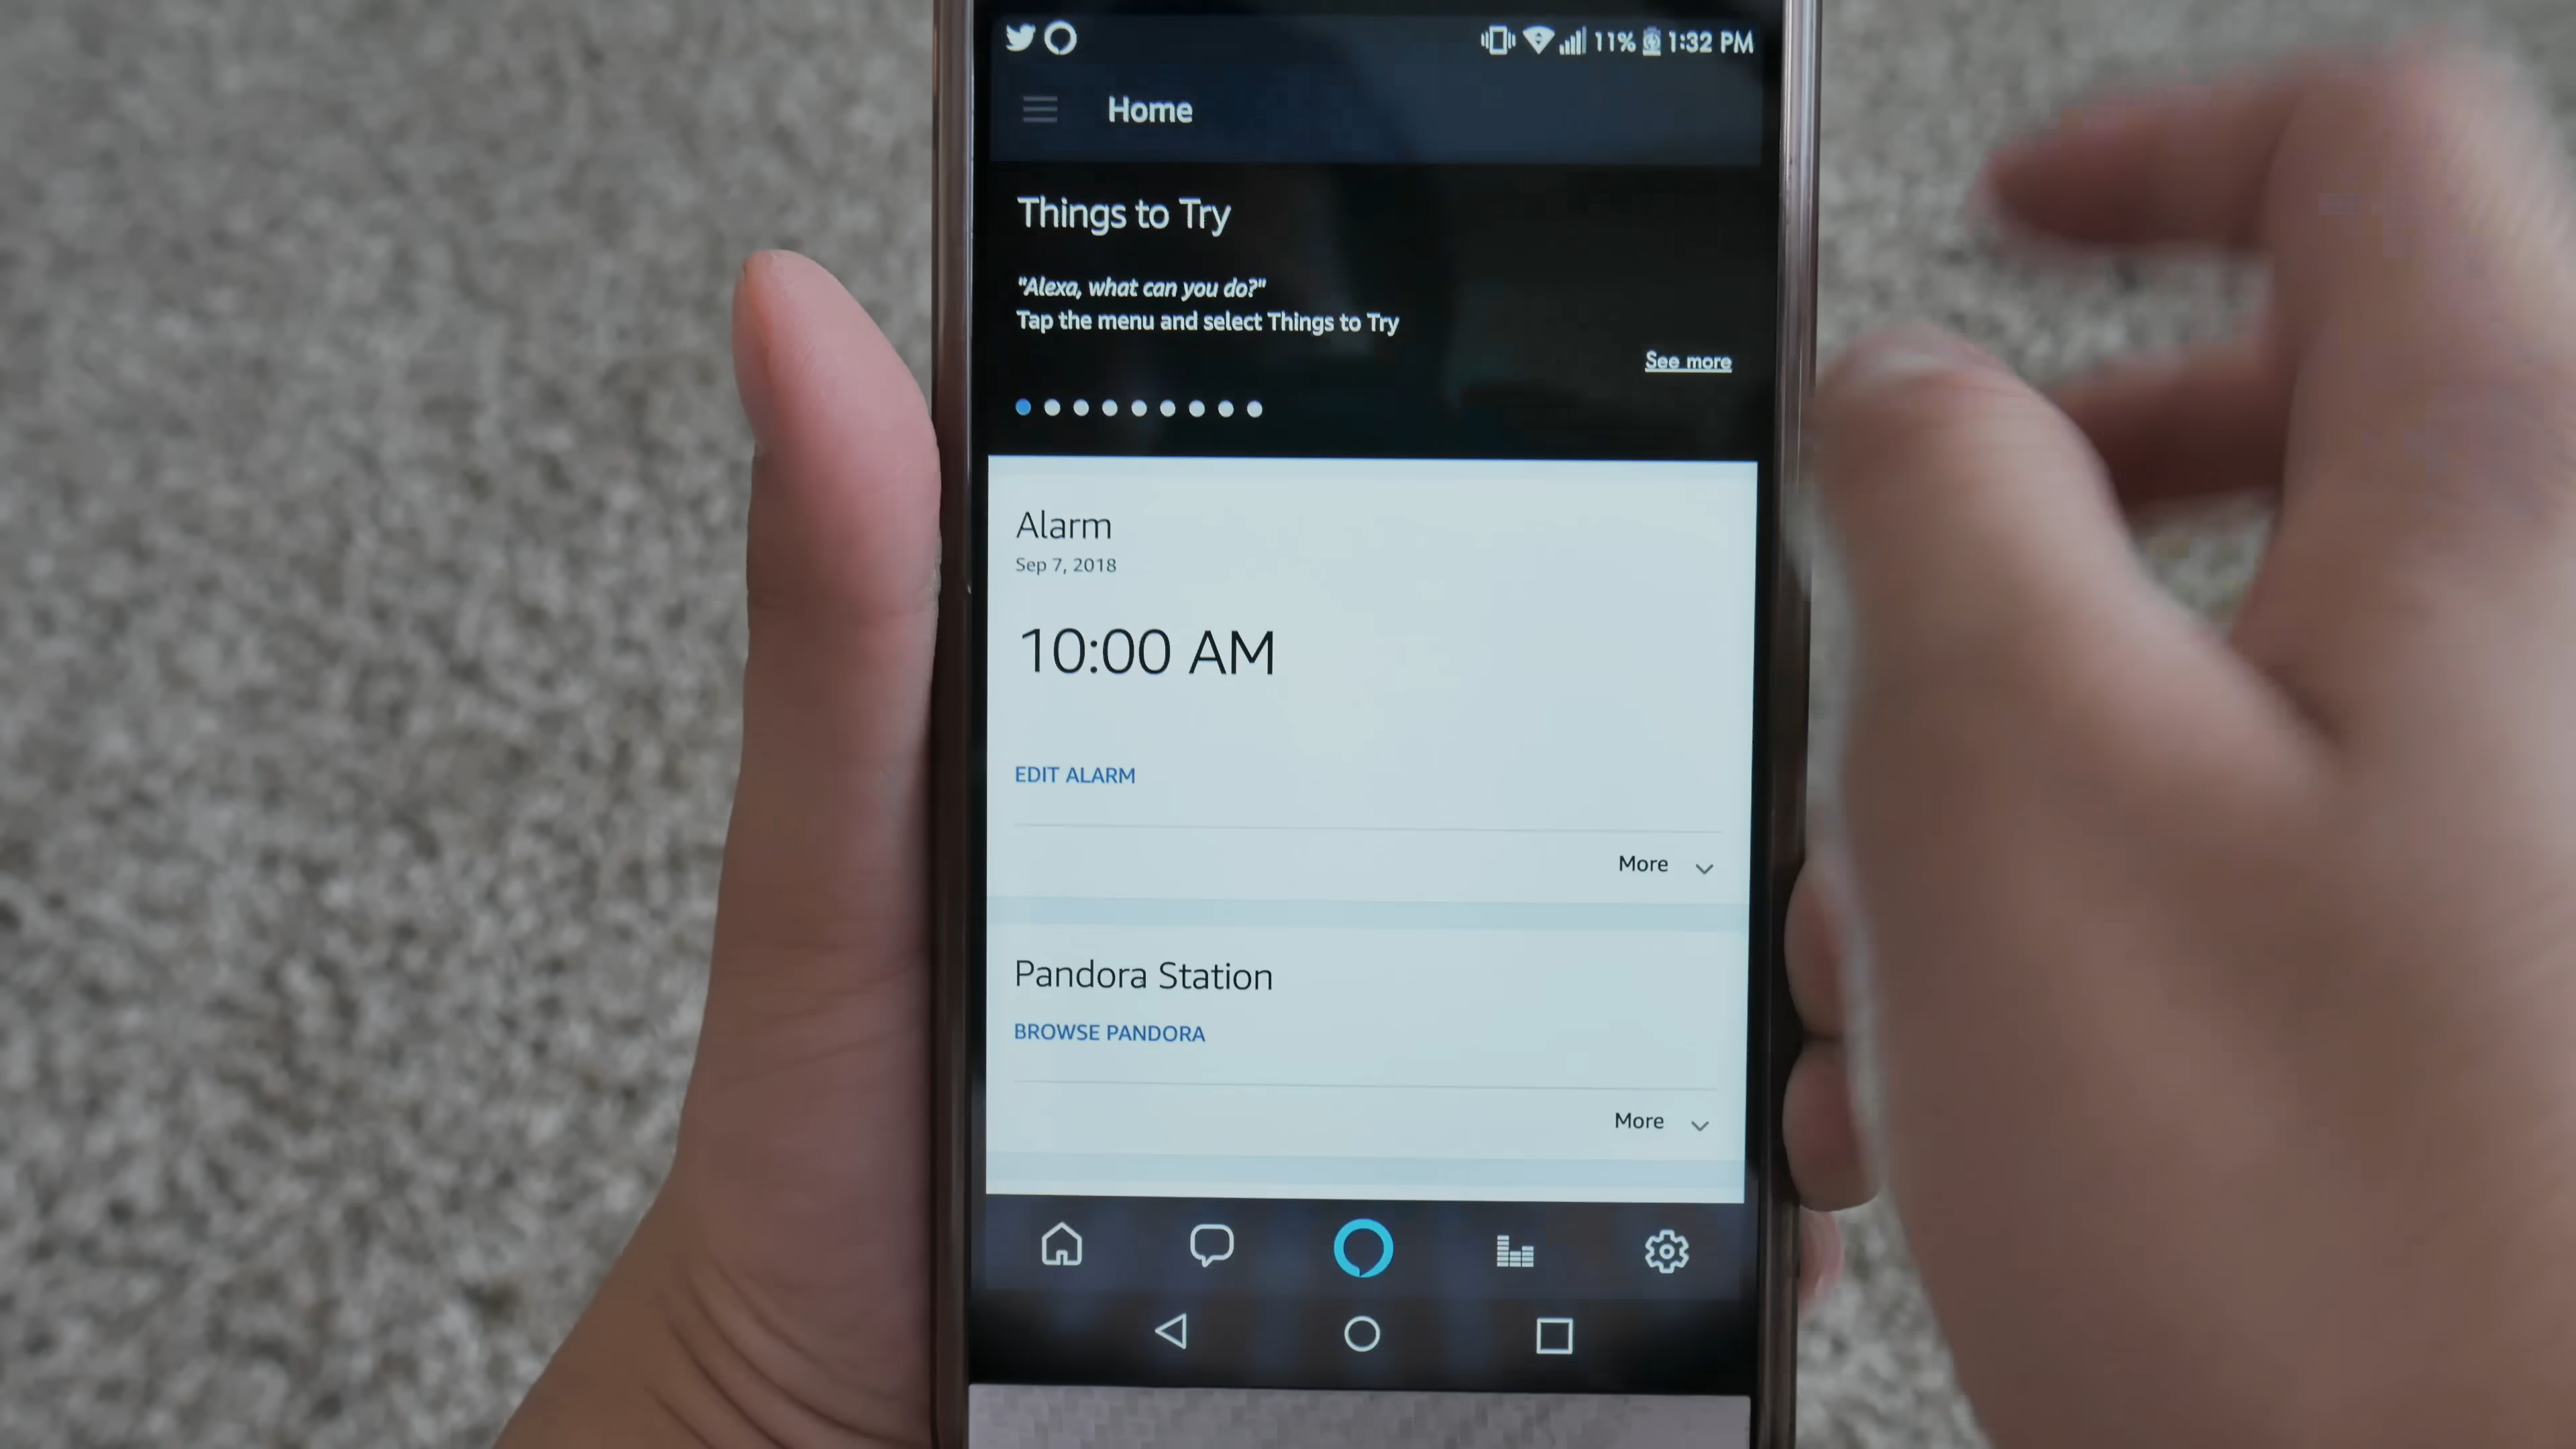 11% 1:32 PM
Home
Things to Try
"Alexa, what can you do?"
Tap the menu and select Things to Try
See more
Alarm
Sep 7, 2018
10:00 AM
EDIT ALARM
More
Pandora Station
BROWSE PANDORA
More